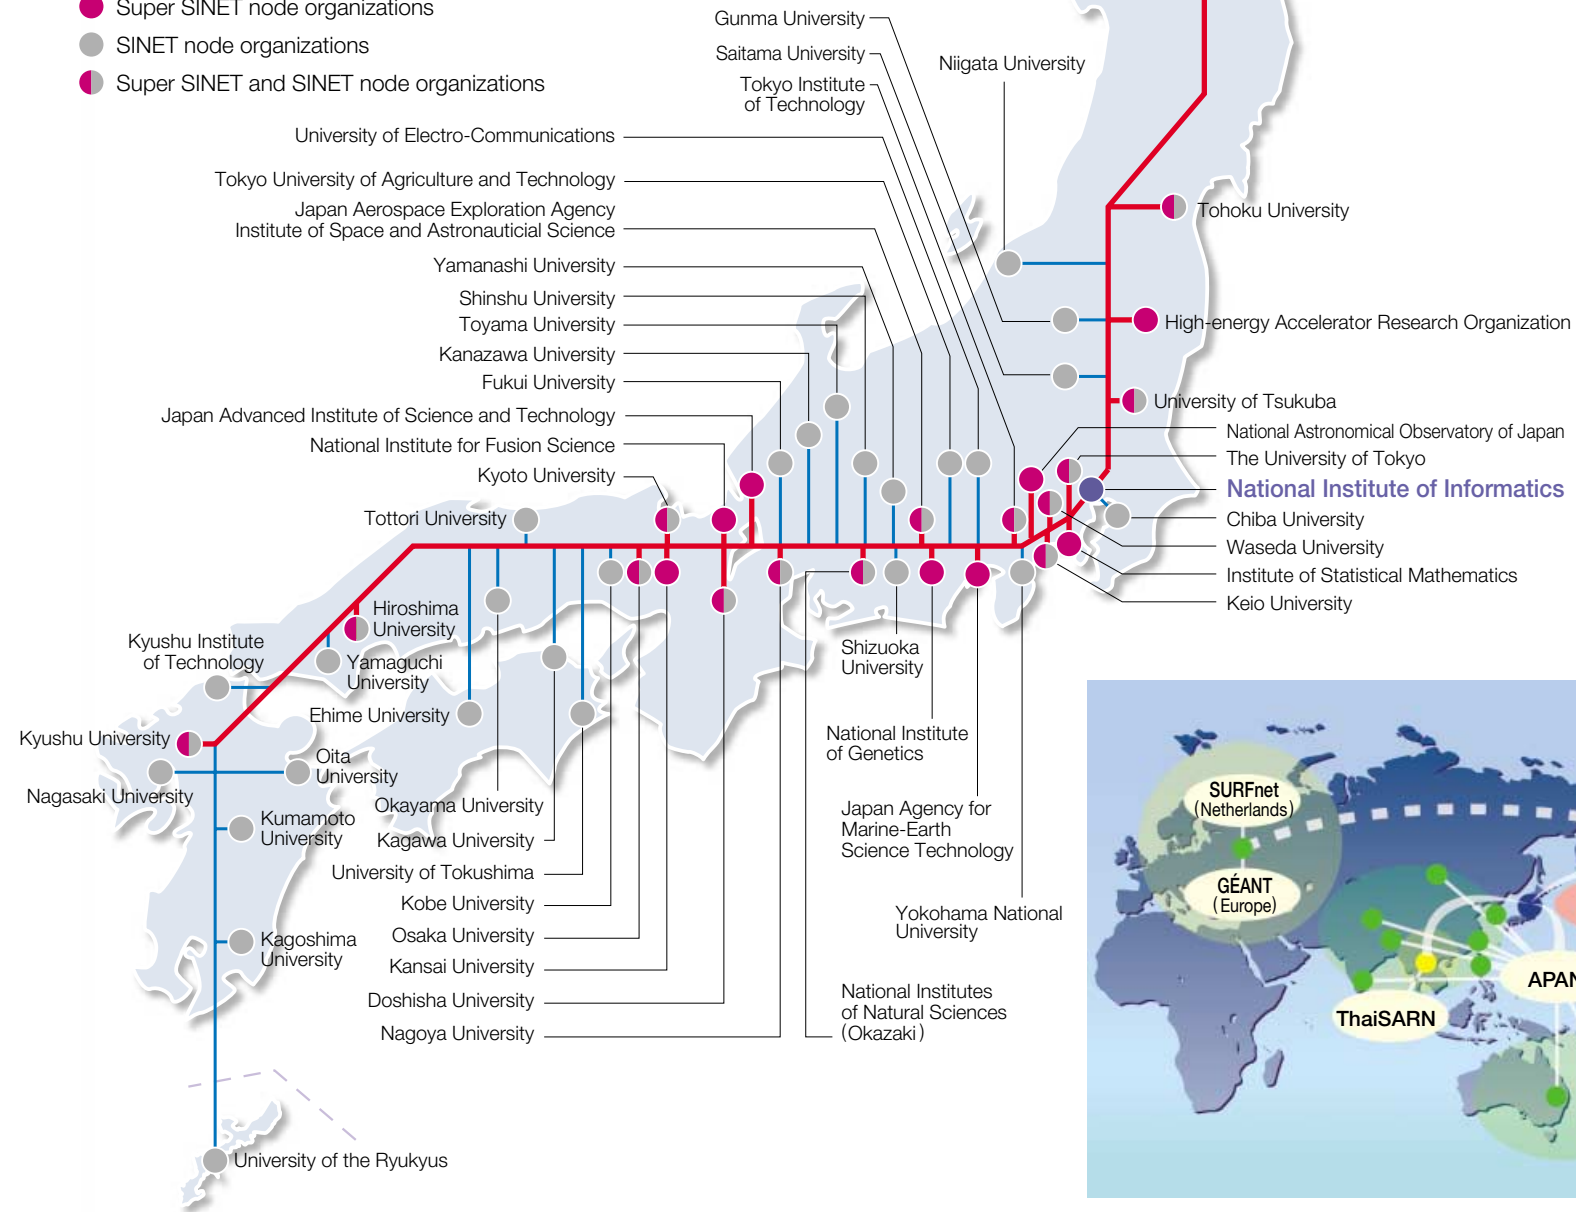 Super SINET node organizations
SINET node organizations
Super SINET and SINET node organizations
Gunma University
Saitama University
Tokyo Institute
of Technology
Niigata University
University of Electro-Communications
Tokyo University of Agriculture and Technology
Japan Aerospace Exploration Agency
Institute of Space and Astronauticial Science
Yamanashi University
Shinshu University
Toyama University
Kanazawa University
Fukui University
Japan Advanced Institute of Science and Technology
National Institute for Fusion Science
Kyoto University
Tottori University
Tohoku University
High-energy Accelerator Research Organization
University of Tsukuba
National Astronomical Observatory of Japan
The University of Tokyo
National Institute of Informatics
Chiba University
Waseda University
Institute of Statistical Mathematics
Keio University
Hiroshima
University
Kyushu Institute
of Technology
Yamaguchi
University
Ehime University
Kyushu University
Oita
University
Nagasaki University
Kumamoto
University
Kagoshima
University
University of the Ryukyus
Okayama University
Kagawa University
University of Tokushima
Kobe University
Osaka University
Kansai University
Doshisha University
Nagoya University
Shizuoka
University
National Institute
of Genetics
Japan Agency for
Marine-Earth
Science Technology
Yokohama National
University
National Institutes
of Natural Sciences
(Okazaki)
SURFnet
(Netherlands)
GÉANT
(Europe)
APAN
ThaiSARN